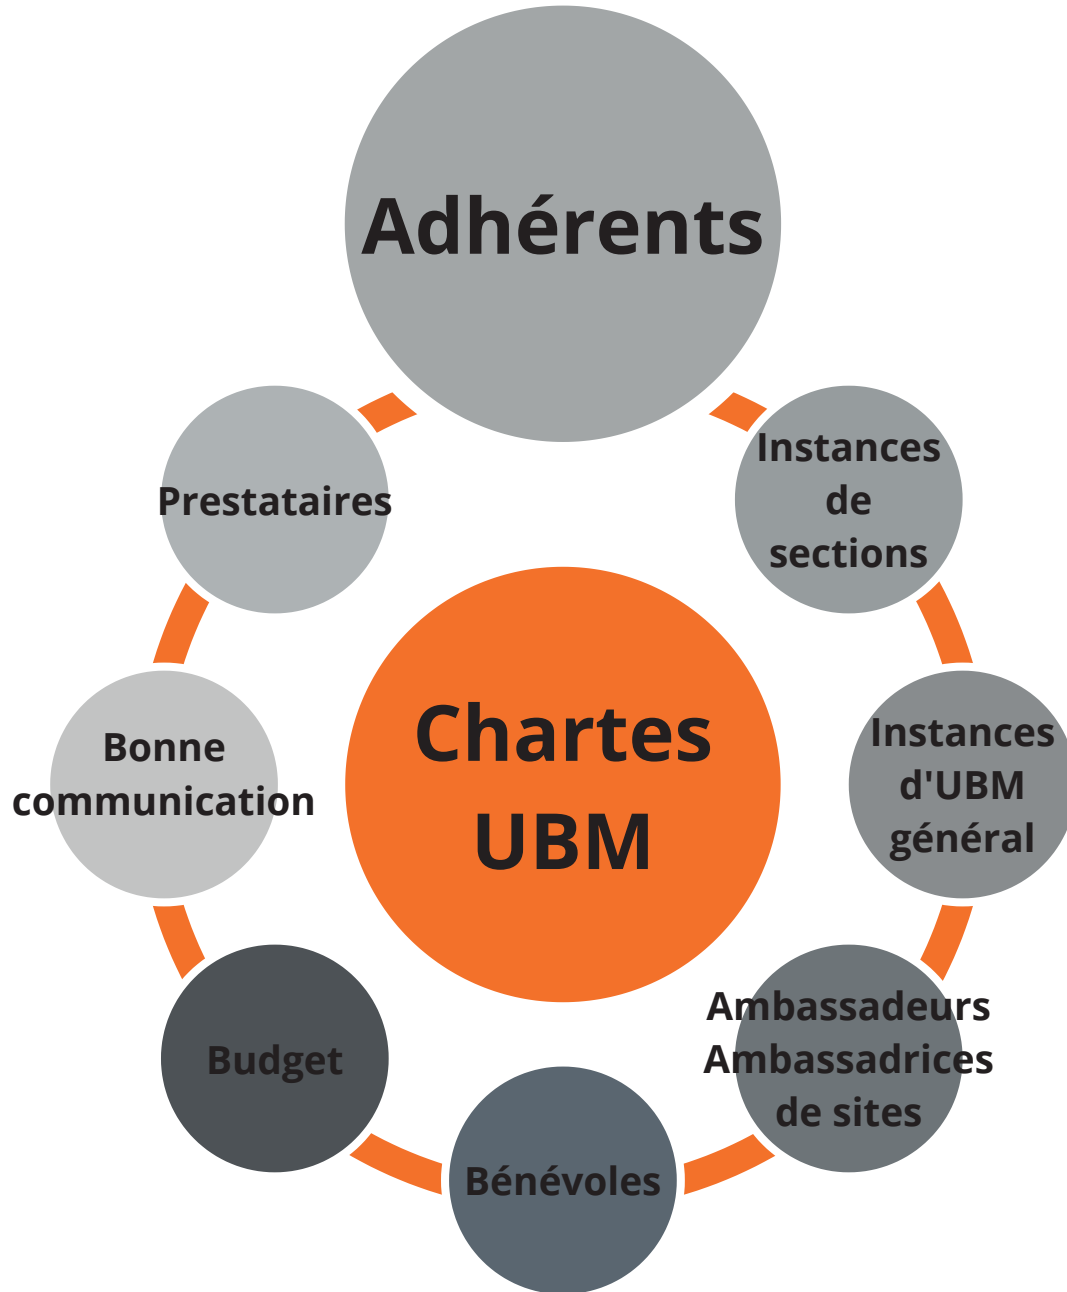 Adhérents
Instances
de
sections
Prestataires
Chartes
UBM
Instances
d'UBM
général
Bonne
communication
Ambassadeurs
Ambassadrices
de sites
Budget
Bénévoles